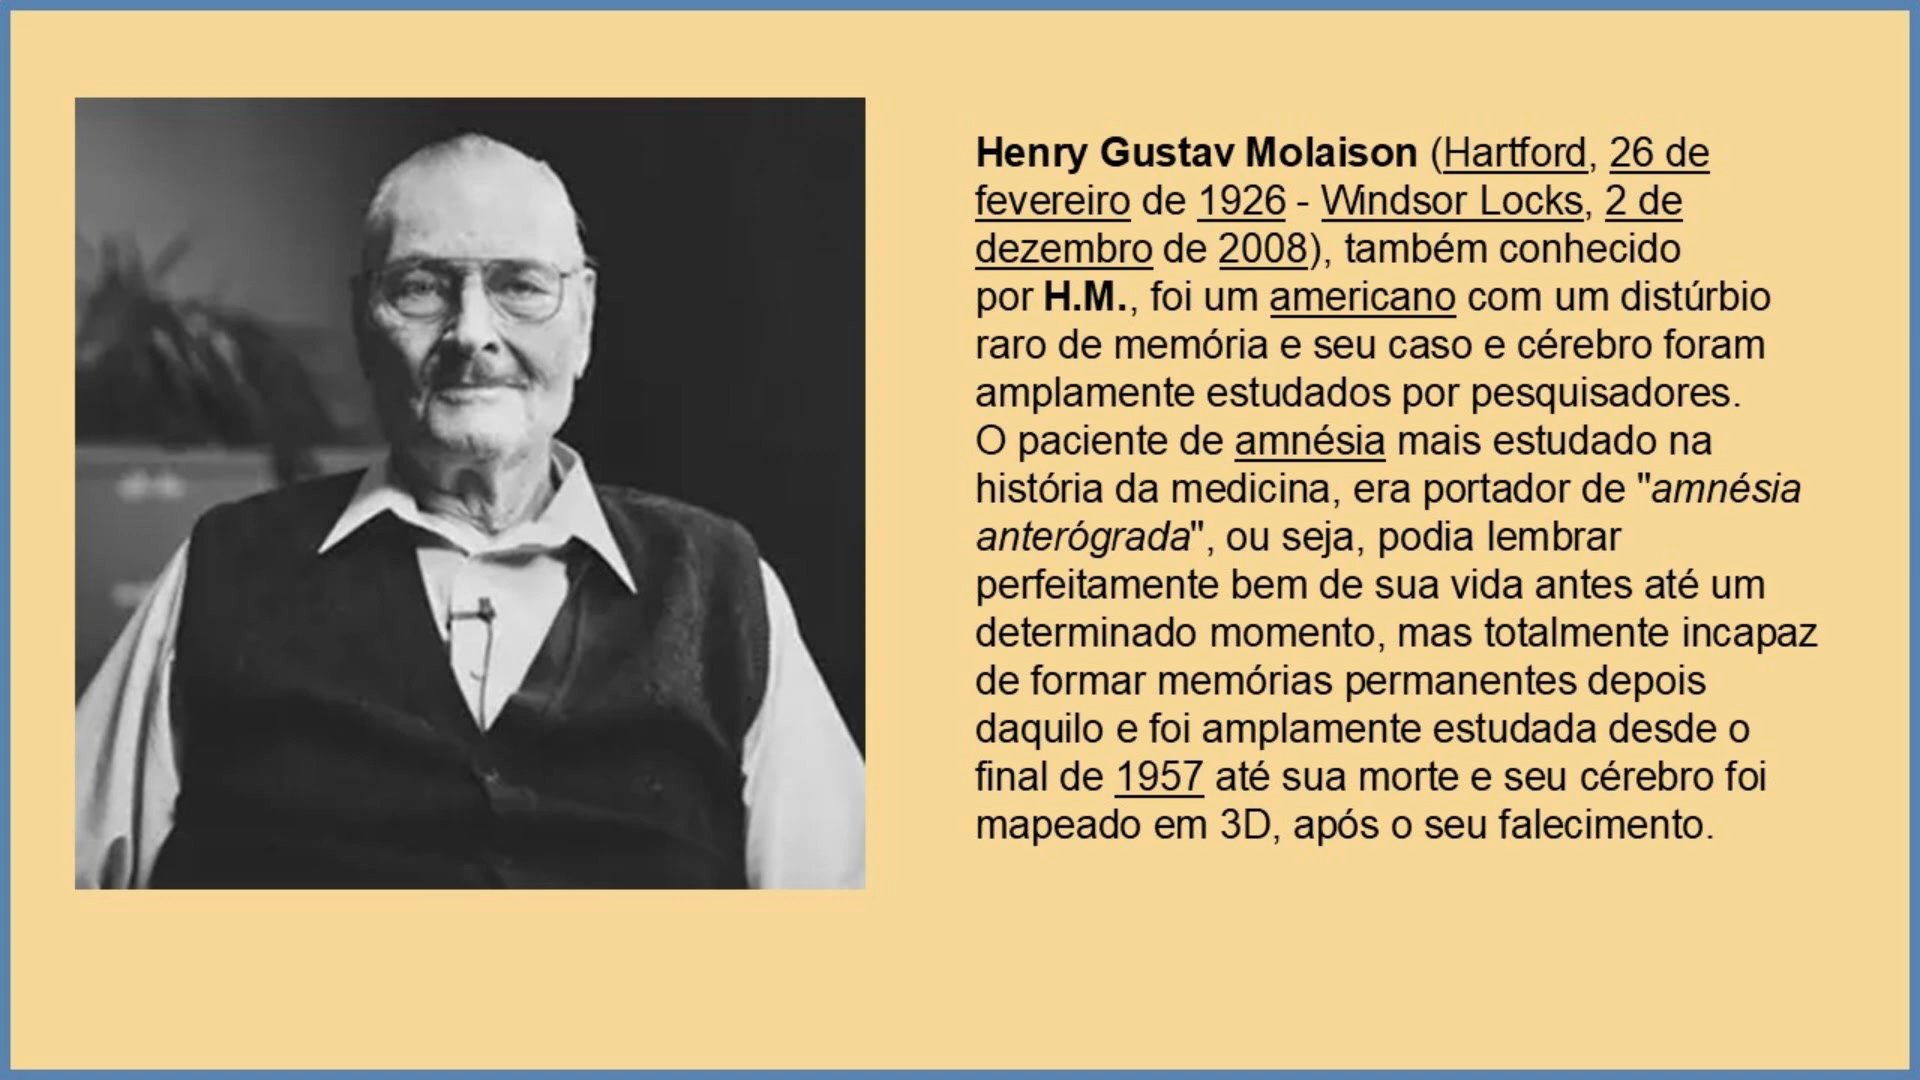 Henry Gustav Molaison (Hartford, 26 de
fevereiro de 1926 - Windsor Locks, 2 de
dezembro de 2008), também conhecido
por H.M., foi um americano com um distúrbio
raro de memória e seu caso e cérebro foram
amplamente estudados por pesquisadores.
O paciente de amnésia mais estudado na
história da medicina, era portador de "amnésia
anterógrada", ou seja, podia lembrar
perfeitamente bem de sua vida antes até um
determinado momento, mas totalmente incapaz
de formar memórias permanentes depois
daquilo e foi amplamente estudada desde o
final de 1957 até sua morte e seu cérebro foi
mapeado em 3D, após o seu falecimento.